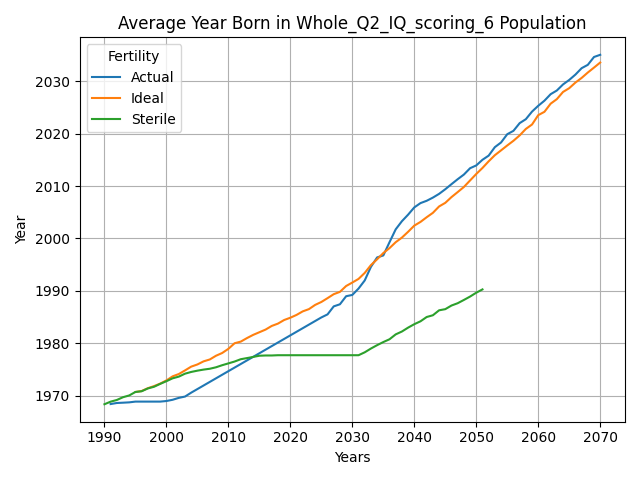 Average Year Born in Whole_Q2_IQ_scoring_6 Population
Fertility
Actual
Ideal
Sterile
Year
2030
2020
2010
2000
1990
1980
1970
1990 2000 2010 2020 2030 2040 2050 2060 2070
Years